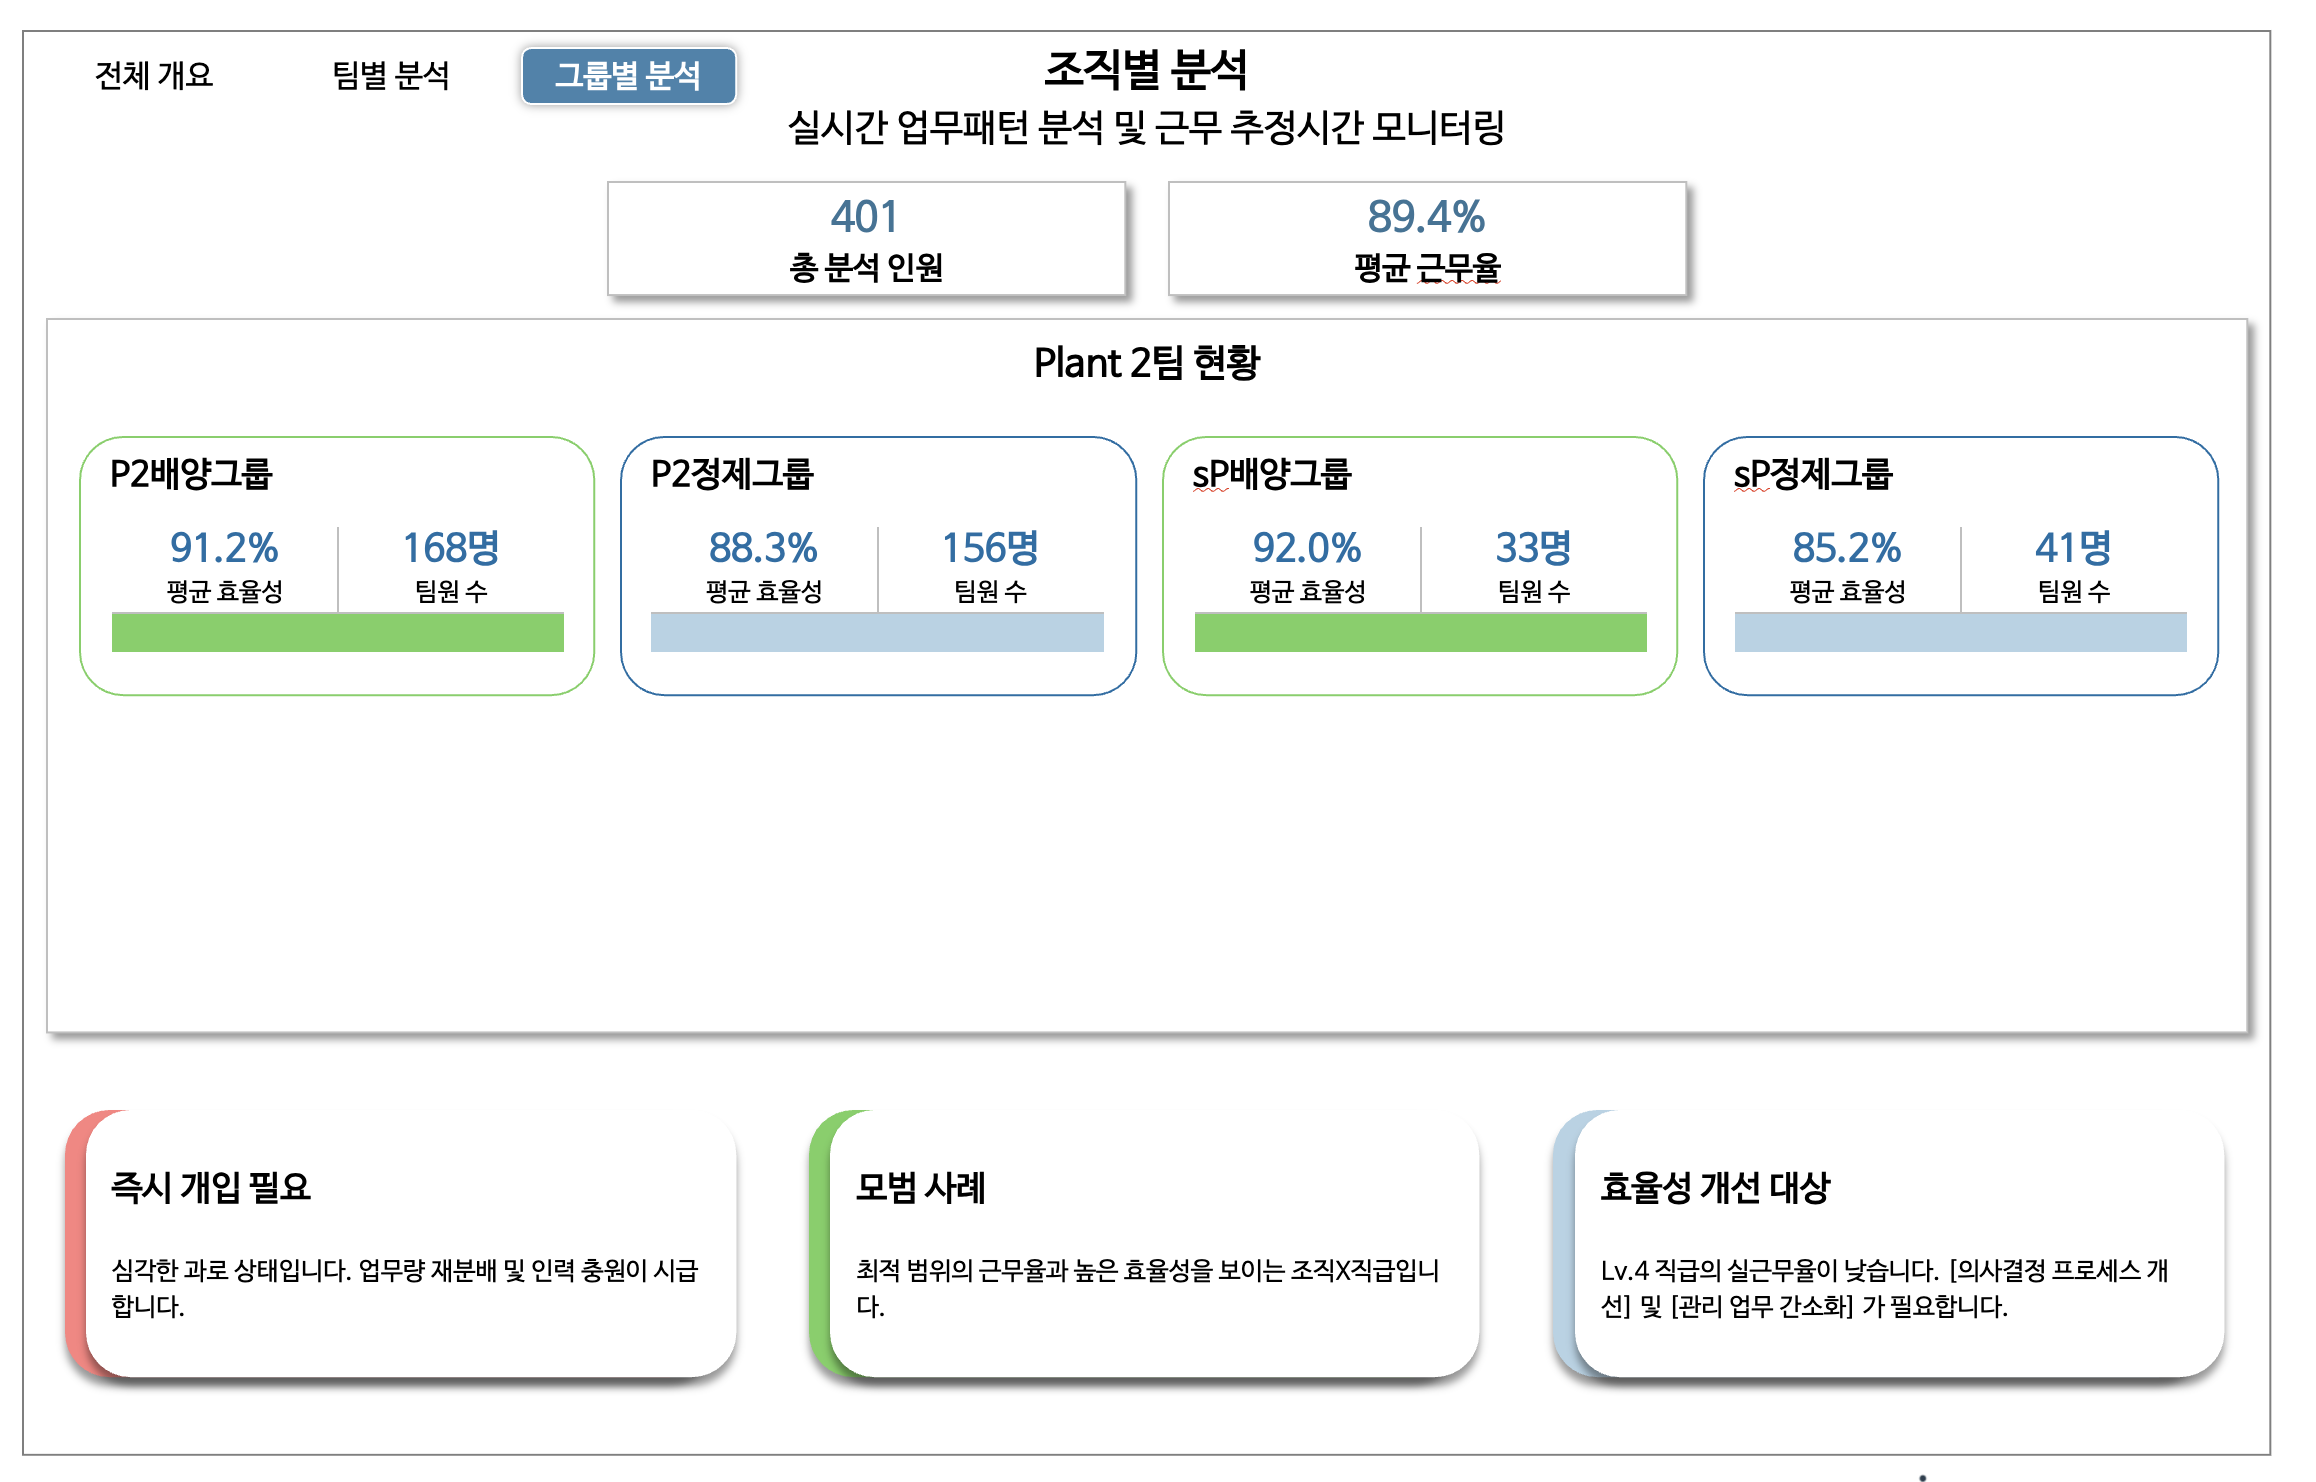 전체 개요
팀별 분석
그룹별 분석
조직별 분석
실시간 업무패턴 분석 및 근무 추정시간 모니터링
401
총 분석 인원
89.4%
평균 근무율
Plant 2팀 현황
P2배양그룹
91.2%
평균 효율성
168명
팀원 수
P2정제그룹
88.3%
평균 효율성
156명
팀원 수
sP배양그룹
92.0%
평균 효율성
33명
팀원 수
sP정제그룹
85.2%
평균 효율성
41명
팀원 수
즉시 개입 필요
심각한 과로 상태입니다. 업무량 재분배 및 인력 충원이 시급
합니다.
모범 사례
최적 범위의 근무율과 높은 효율성을 보이는 조직X직급입니
다.
효율성 개선 대상
Lv.4 직급의 실근무율이 낮습니다. [의사결정 프로세스 개
선] 및 [관리 업무 간소화] 가 필요합니다.